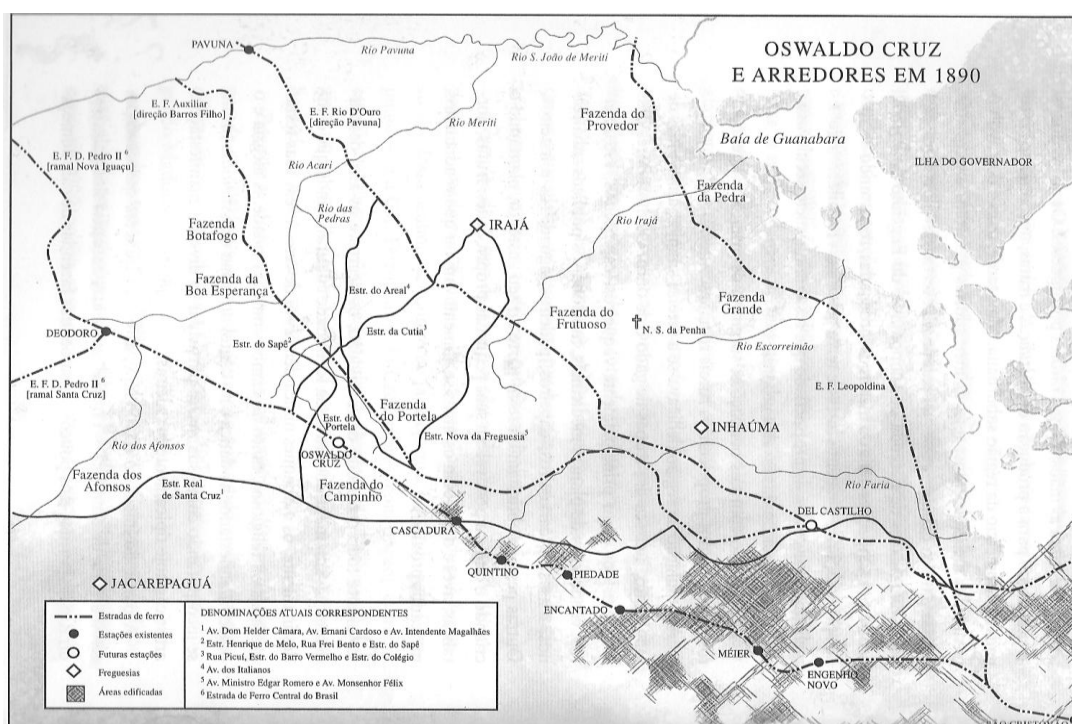 OSWALDO CRUZ
E ARREDORES EM 1890
PAVUNA
Rio Pavuna
Rio S. João de Meriti
E. F. Auxiliar
[direção Barros Filho]
E. F. Rio D'Ouro
[direção Pavuna]
Fazenda do
Provedor
Rio Meriti
Baía de Guanabara
ILHA DO GOVERNADOR
E. F. D. Pedro II 6
[ramal Nova Iguaçu]
Rio Acari
Fazenda
da Pedra
Rio das
Pedras
Rio Irajá
IRAJÁ
Fazenda
Botafogo
Fazenda da
Boa Esperança
Estr. do Areal4
Fazenda
Grande
Fazenda do
Frutuoso
N. S. da Penha
DEODORO
Estr. da Cutia3
Estr. do Sapê2
Rio Escorreimão
E. F. D. Pedro II 6
[ramal Santa Cruz]
E. F. Leopoldina
Fazenda
do Portela
Estr. do
Portela
INHAÚMA
Estr. Nova da Freguesia5
Rio dos Afonsos
OSWALDO
CRUZ
Fazenda dos
Afonsos
Estr. Real
de Santa Cruz1
Fazenda do
Campinho
Rio Faria
DEL CASTILHO
CASCADURA
QUINTINO
PIEDADE
JACAREPAGUÁ
ENCANTADO
MÉIER
ENGENHO
NOVO
SÃO CRISTÓVÃO
Estradas de ferro
Estações existentes
Futuras estações
Freguesias
Áreas edificadas
DENOMINAÇÕES ATUAIS CORRESPONDENTES
1 Av. Dom Helder Câmara, Av. Ernani Cardoso e Av. Intendente Magalhães
2 Estr. Henrique de Melo, Rua Frei Bento e Estr. do Sapê
3 Rua Picuí, Estr. do Barro Vermelho e Estr. do Colégio
4 Av. dos Italianos
5 Av. Ministro Edgar Romero e Av. Monsenhor Félix
6 Estrada de Ferro Central do Brasil